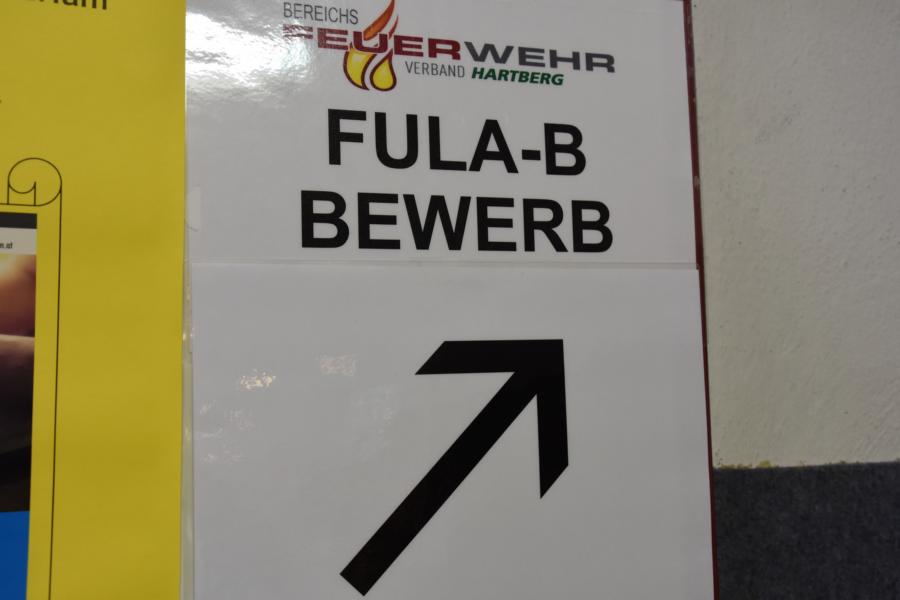 BEREICHS
FEUERWEHR
VERBAND HARTBERG
FULA-B
BEWERB